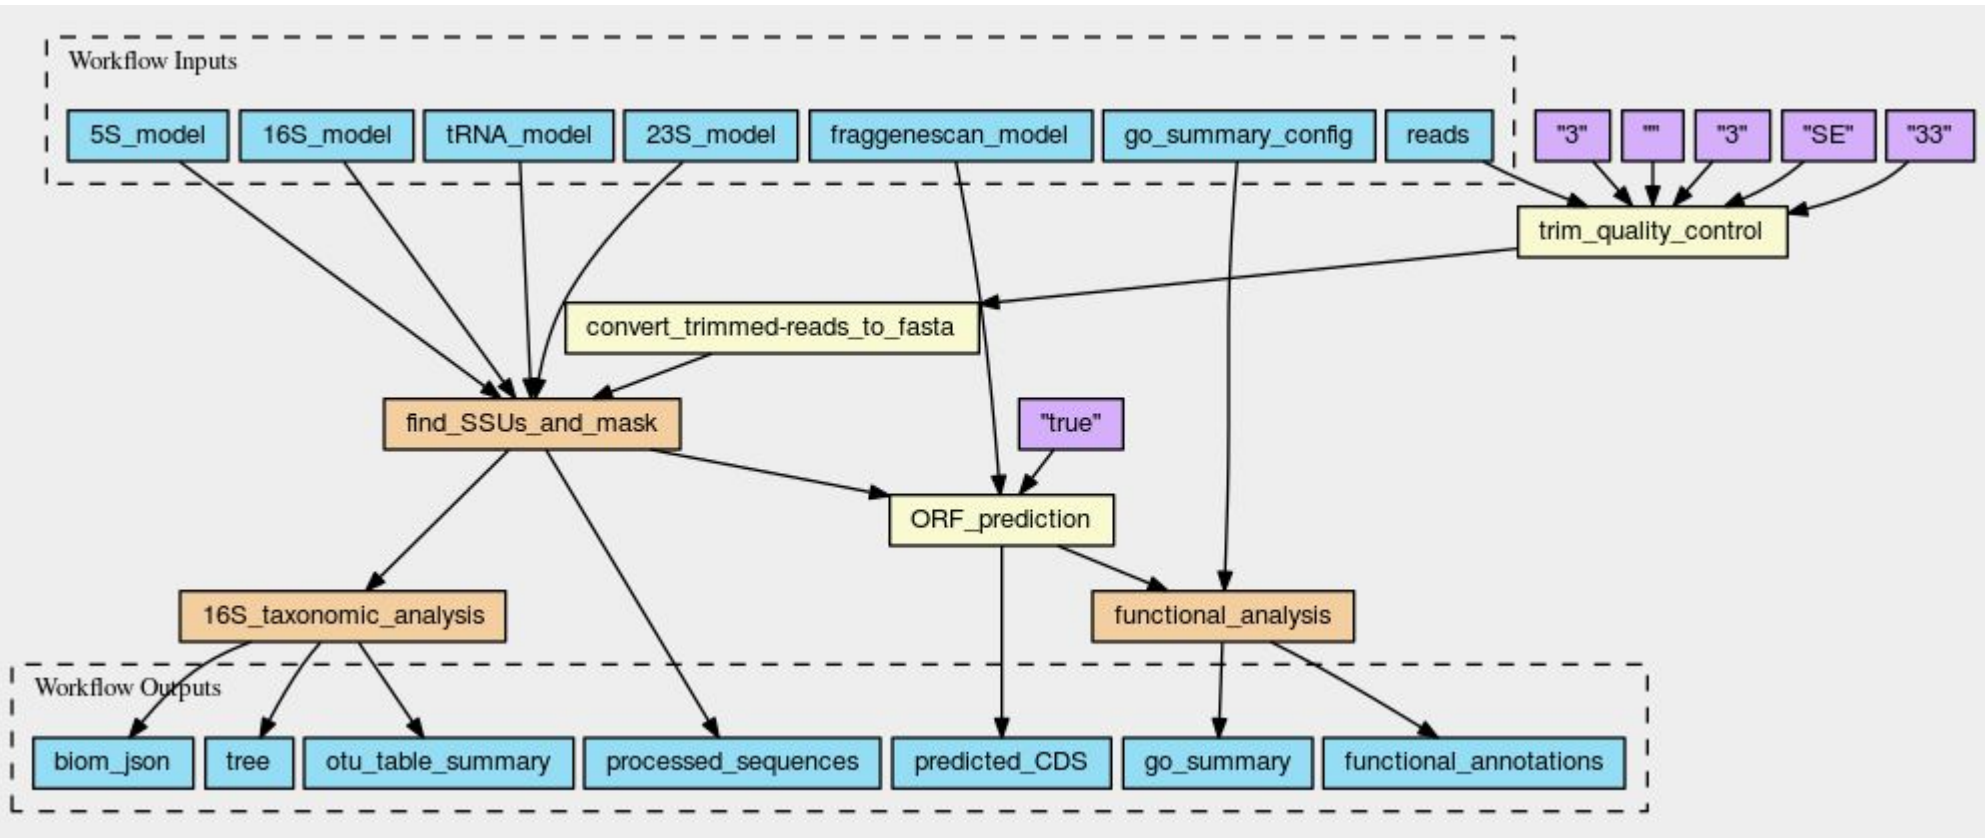 Workflow Inputs
5S_model
16S_model
tRNA_model
23S_model
fraggenescan_model
go_summary_config
reads
"3"
""
"3"
"SE"
"33"
trim_quality_control
convert_trimmed-reads_to_fasta
find_SSUs_and_mask
"true"
ORF_prediction
16S_taxonomic_analysis
functional_analysis
Workflow Outputs
biom_json
tree
otu_table_summary
processed_sequences
predicted_CDS
go_summary
functional_annotations